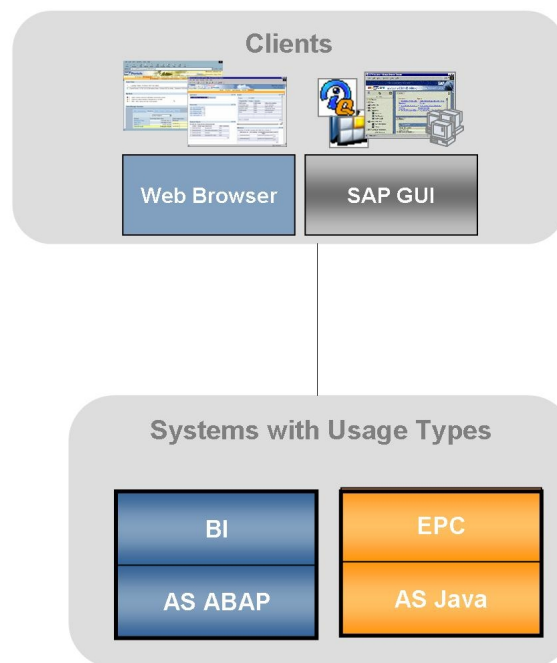 Clients
Web Browser
SAP GUI
Systems with Usage Types
BI
EPC
AS ABAP
AS Java